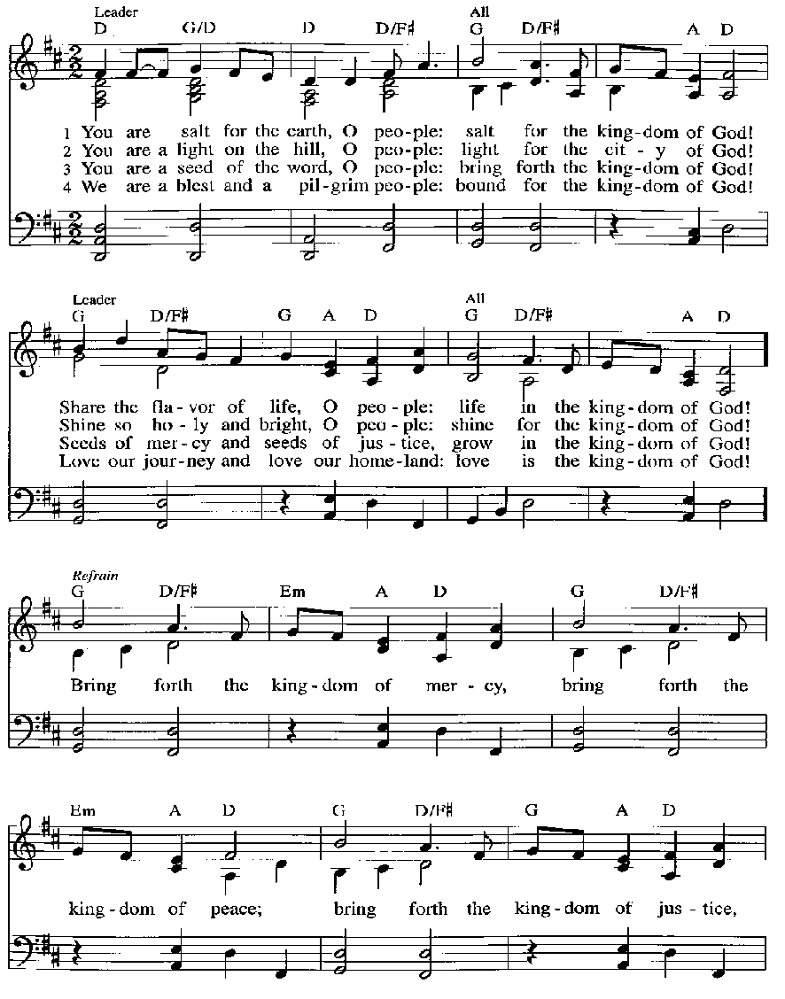 Leader All
D G/D D D/F♯ G D/F♯ A D
2 2
1 You are salt for the earth, O peo-ple: salt for the king-dom of God!
2 You are a light on the hill, O peo-ple: light for the cit - y of God!
3 You are a seed of the word, O people: bring forth the king-dom of God!
4 We are a blest and a pil-grim peo-ple: bound for the king-dom of God!
2 2
Leader All
G D/F♯ G A D G D/F♯ A D
Share the fla-vor of life, O peo - ple: life in the king-dom of God!
Shine so ho - ly and bright, O peo - ple: shine for the king-dom of God!
Seeds of mer-cy and seeds of jus - tice, grow in the king-dom of God!
Love our jour-ney and love our home-land: love is the king-dom of God!
Refrain
G D/F♯ Em A D G D/F♯
Bring forth the king-dom of mer - cy, bring forth the
Em A D G D/F♯ G A D
king-dom of peace; bring forth the king-dom of jus - tice,